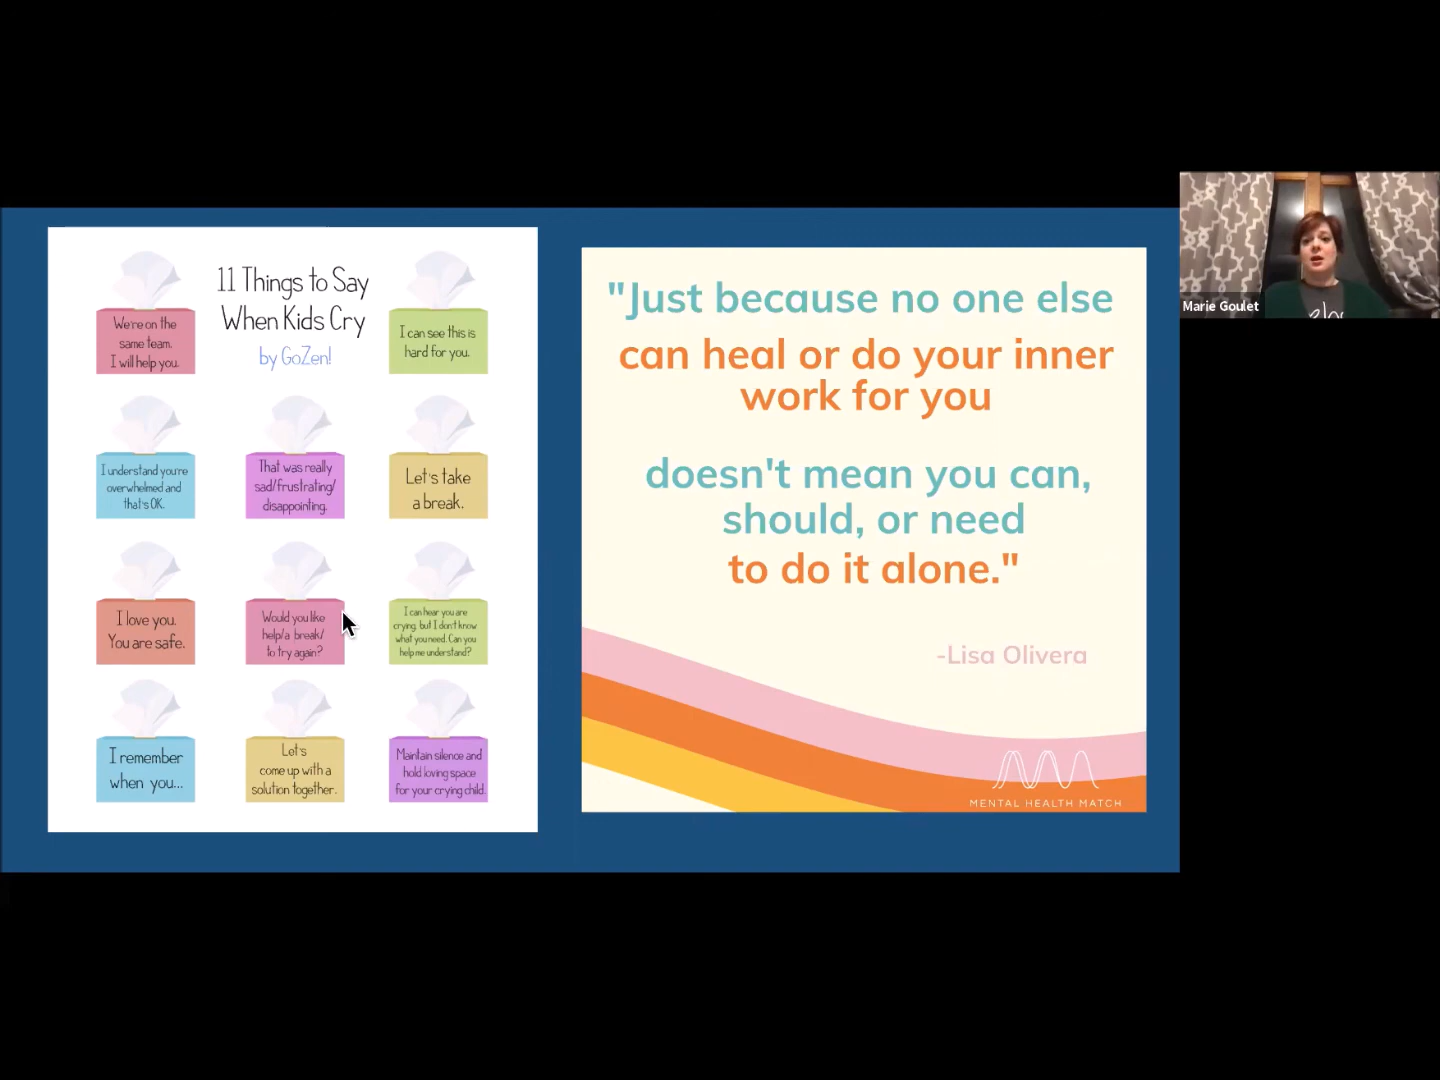 11 Things to Say
When Kids Cry
by GoZen!
We're on the
same team.
I will help you.
I can see this is
hard for you.
I understand you're
overwhelmed and
that's OK.
That was really
sad/frustrating/
disappointing.
Let's take
a break.
I love you.
You are safe.
Would you like
help/a break/
to try again?
I can hear you are
crying, but I don't know
what you need. Can you
help me understand?
I remember
when you...
Let's
come up with a
solution together.
Maintain silence and
hold loving space
for your crying child.
"Just because no one else
can heal or do your inner
work for you
doesn't mean you can,
should, or need
to do it alone."
-Lisa Olivera
MENTAL HEALTH MATCH
Marie Goulet